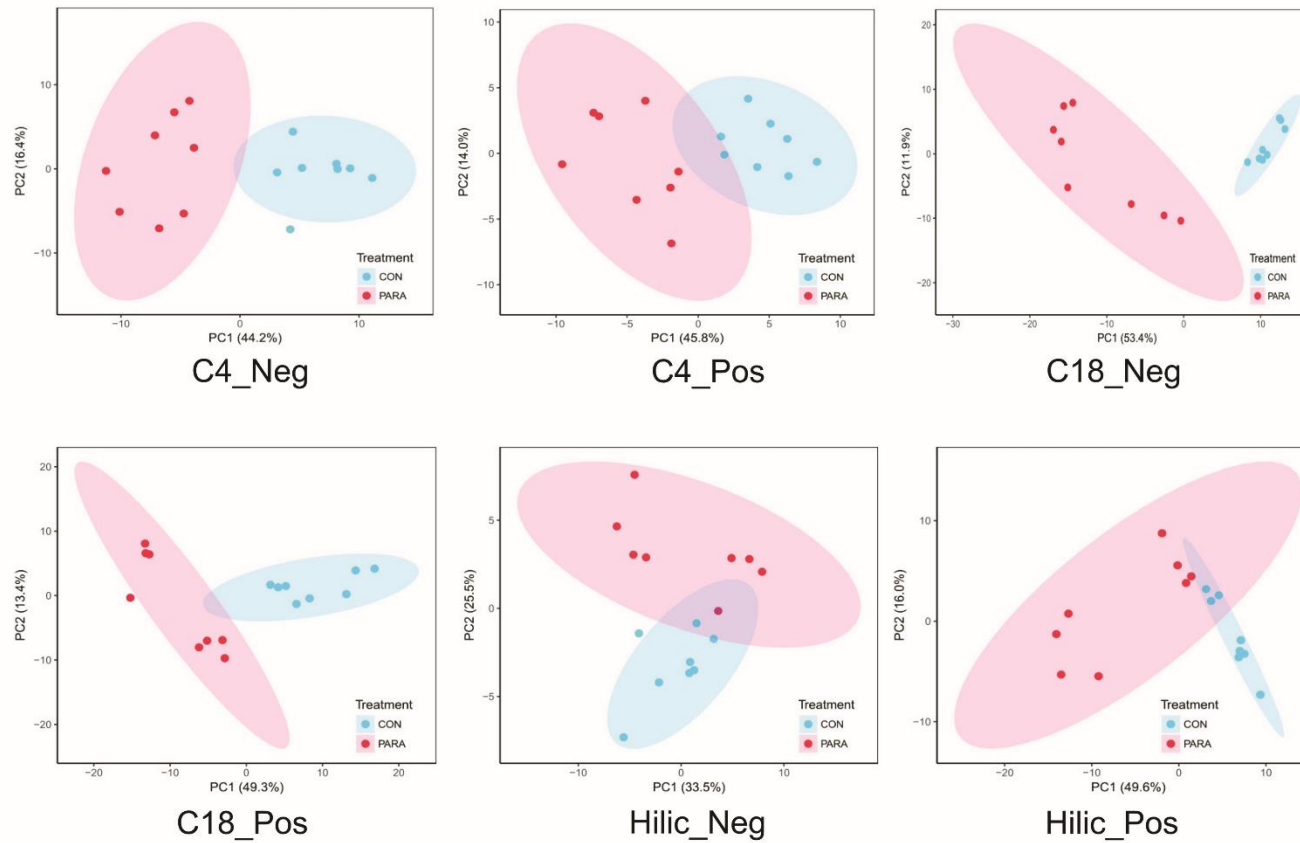 10
0
−10
PC2 (16.4%)
Treatment
CON
PARA
−10
0
10
PC1 (44.2%)
C4_Neg
10
5
0
−5
−10
PC2 (14.0%)
Treatment
CON
PARA
−10
−5
0
5
10
PC1 (45.8%)
C4_Pos
20
10
0
−10
−20
PC2 (11.9%)
Treatment
CON
PARA
−30
−20
−10
0
10
PC1 (53.4%)
C18_Neg
20
10
0
−10
−20
PC2 (13.4%)
Treatment
CON
PARA
−20
−10
0
10
20
PC1 (49.3%)
C18_Pos
5
0
−5
PC2 (25.5%)
Treatment
CON
PARA
−10
0
10
PC1 (33.5%)
Hilic_Neg
10
0
−10
PC2 (16.0%)
Treatment
CON
PARA
−20
−10
0
10
PC1 (49.6%)
Hilic_Pos